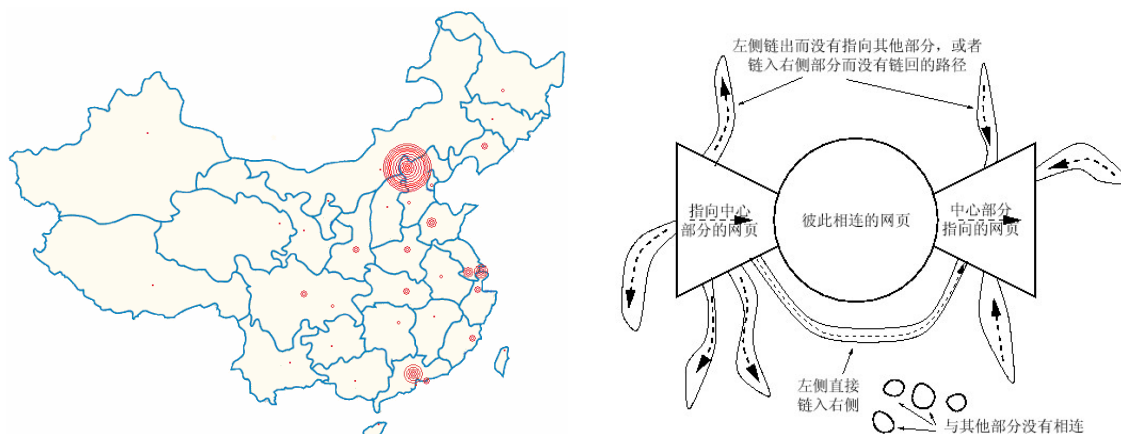 左侧链出而没有指向其他部分，或者
链入右侧部分而没有链回的路径
指向中心
部分的网页
彼此相连的网页
中心部分
指向的网页
左侧直接
链入右侧
与其他部分没有相连